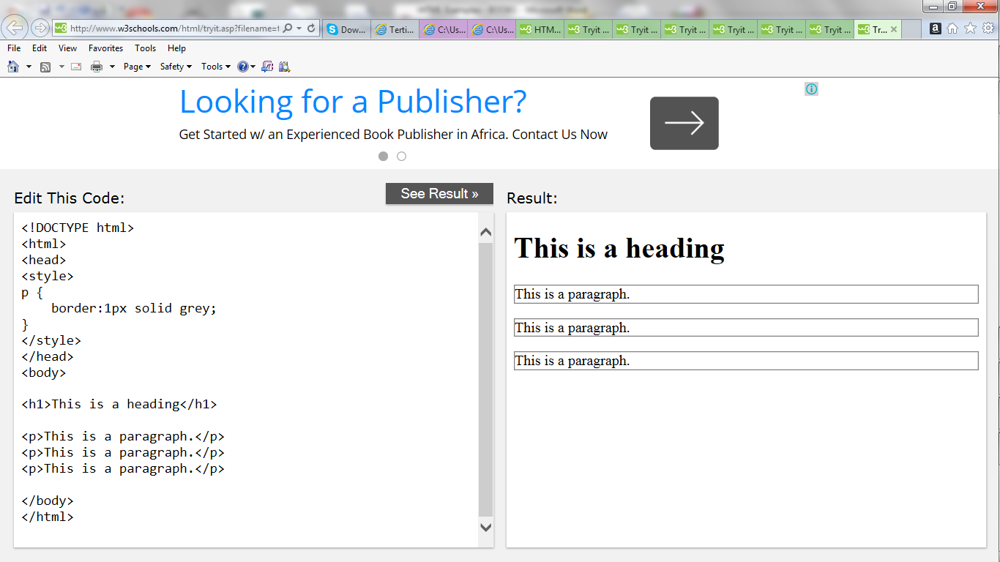 http://www.w3schools.com/html/tryit.asp?filename=t
Dow...
Terti...
C:\Us...
C:\Us...
HTM...
Tryit ...
Tryit ...
Tryit ...
Tryit ...
Tryit ...
Tryit ...
Tr...
File Edit View Favorites Tools Help
Page Safety Tools
Looking for a Publisher?
Get Started w/ an Experienced Book Publisher in Africa. Contact Us Now
Edit This Code:
See Result »
<!DOCTYPE html>
<html>
<head>
<style>
p {
    border:1px solid grey;
}
</style>
</head>
<body>

<h1>This is a heading</h1>

<p>This is a paragraph.</p>
<p>This is a paragraph.</p>
<p>This is a paragraph.</p>

</body>
</html>
Result:
This is a heading
This is a paragraph.
This is a paragraph.
This is a paragraph.